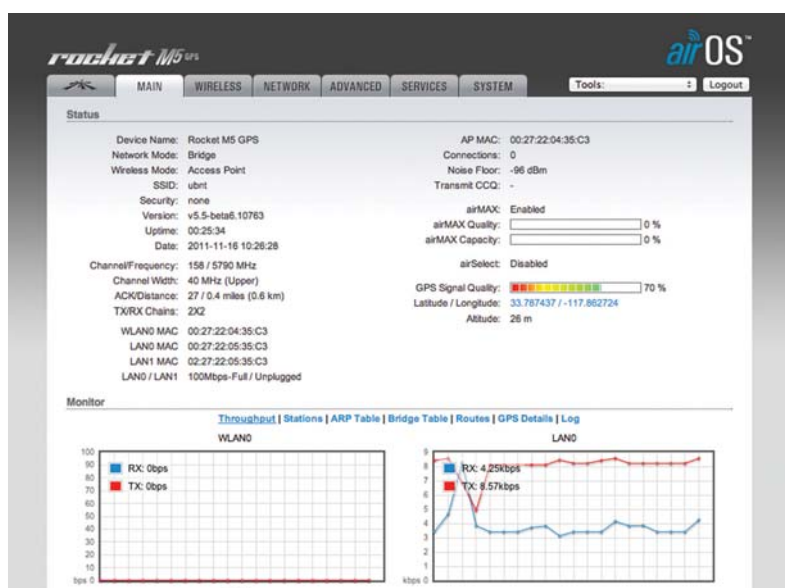 rocket M5 GPS
airOS™
MAIN WIRELESS NETWORK ADVANCED SERVICES SYSTEM Tools: Logout
Status
Device Name: Rocket M5 GPS
Network Mode: Bridge
Wireless Mode: Access Point
SSID: ubnt
Security: none
Version: v5.5-beta6.10763
Uptime: 00:25:34
Date: 2011-11-16 10:26:28
Channel/Frequency: 158 / 5790 MHz
Channel Width: 40 MHz (Upper)
ACK/Distance: 27 / 0.4 miles (0.6 km)
TX/RX Chains: 2X2
WLAN0 MAC 00:27:22:04:35:C3
LAN0 MAC 00:27:22:05:35:C3
LAN1 MAC 02:27:22:05:35:C3
LAN0 / LAN1 100Mbps-Full / Unplugged
AP MAC: 00:27:22:04:35:C3
Connections: 0
Noise Floor: -96 dBm
Transmit CCQ: -
airMAX: Enabled
airMAX Quality: 0 %
airMAX Capacity: 0 %
airSelect: Disabled
GPS Signal Quality: 70 %
Latitude / Longitude: 33.787437 / -117.862724
Altitude: 26 m
Monitor
Throughput | Stations | ARP Table | Bridge Table | Routes | GPS Details | Log
WLAN0
100
90
80
70
60
50
40
30
20
10
bps 0
RX: 0bps
TX: 0bps
LAN0
9
8
7
6
5
4
3
2
1
kbps 0
RX: 4.25kbps
TX: 8.57kbps